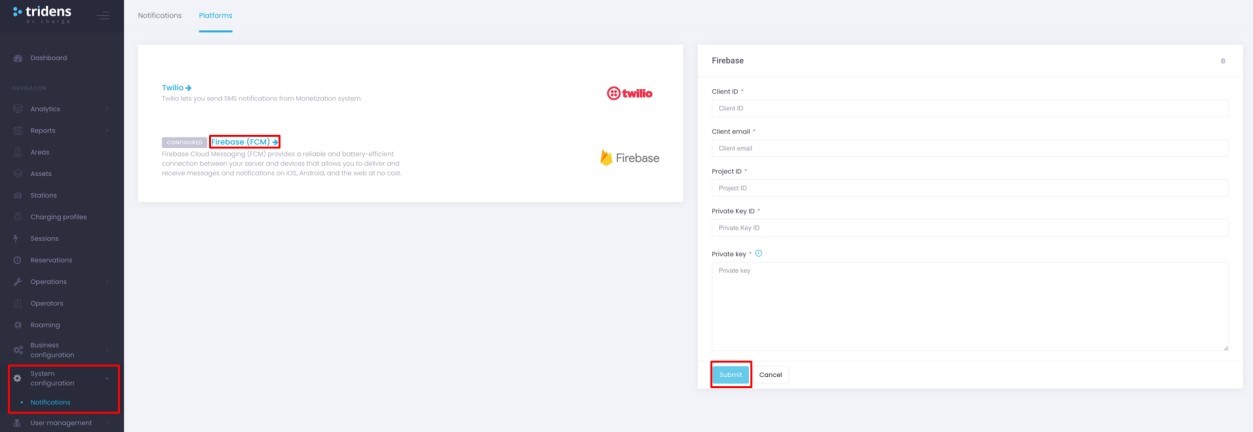 tridens
ev charge
Dashboard
NAVIGATION
Analytics
Reports
Areas
Assets
Stations
Charging profiles
Sessions
Reservations
Operations
Operators
Roaming
Business
configuration
System
configuration
Notifications
User management
Notifications
Platforms
Twilio
Twilio lets you send SMS notifications from Monetization system.
twilio
CONFIGURED
Firebase (FCM)
Firebase Cloud Messaging (FCM) provides a reliable and battery-efficient
connection between your server and devices that allows you to deliver and
receive messages and notifications on iOS, Android, and the web at no cost.
Firebase
Firebase
Client ID *
Client ID
Client email *
Client email
Project ID *
Project ID
Private Key ID *
Private Key ID
Private key *
Private key
Submit
Cancel